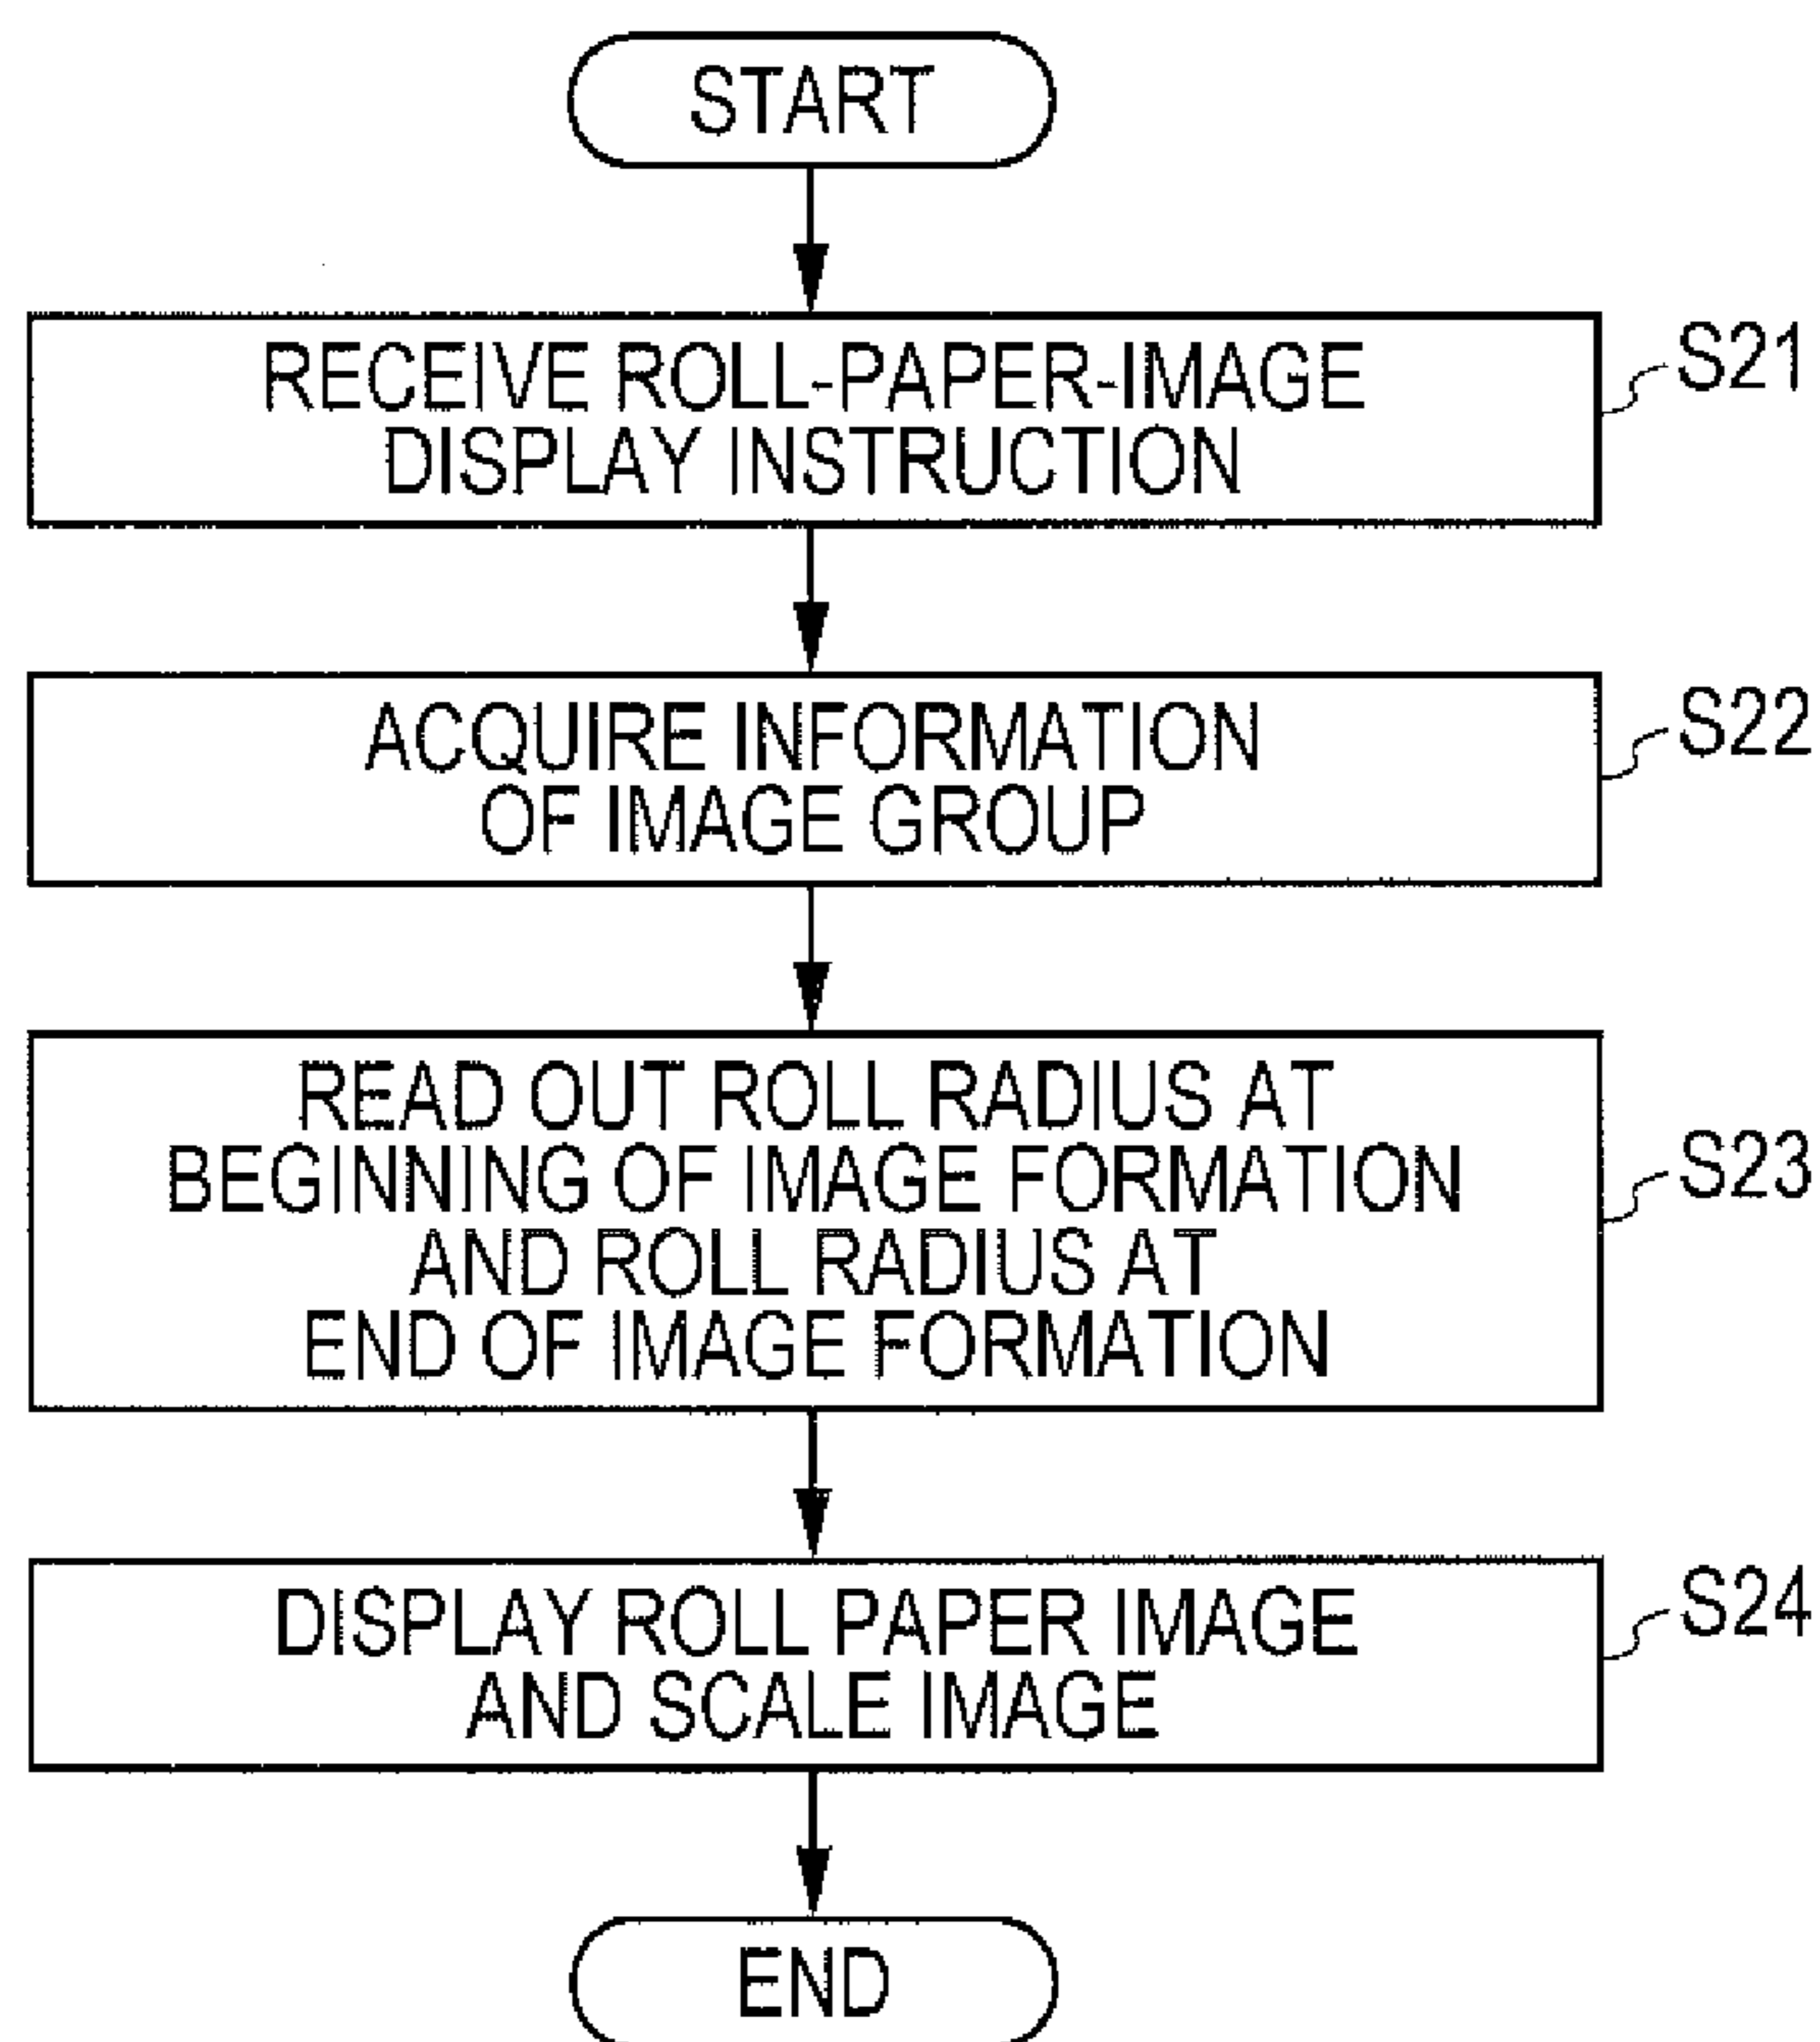 START
RECEIVE ROLL-PAPER-IMAGE
DISPLAY INSTRUCTION
S21
ACQUIRE INFORMATION
OF IMAGE GROUP
S22
READ OUT ROLL RADIUS AT
BEGINNING OF IMAGE FORMATION
AND ROLL RADIUS AT
END OF IMAGE FORMATION
S23
DISPLAY ROLL PAPER IMAGE
AND SCALE IMAGE
S24
END